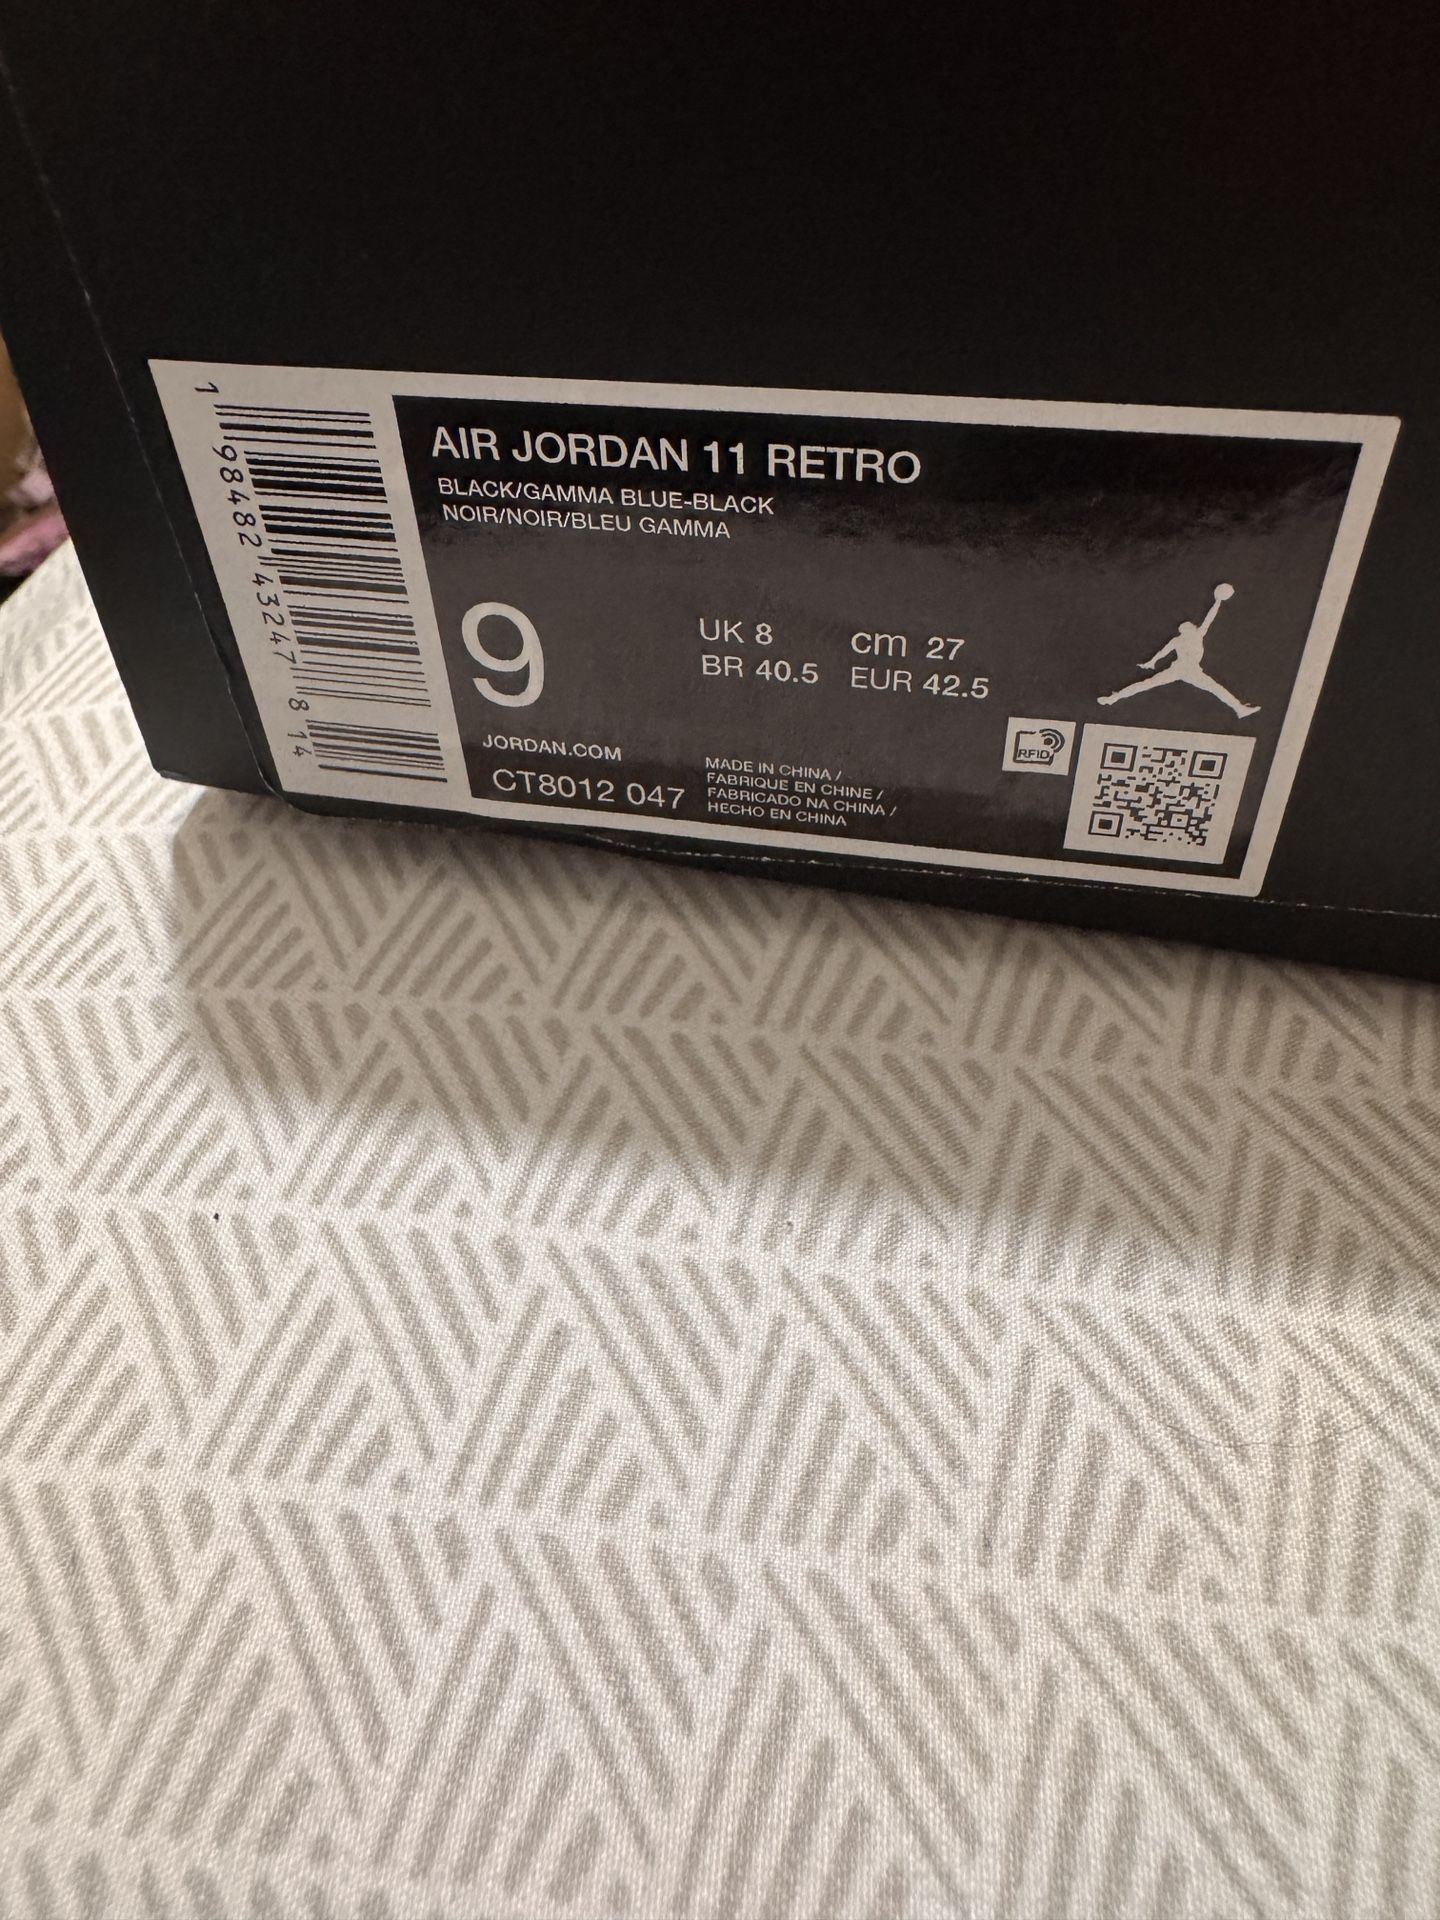 AIR JORDAN 11 RETRO
BLACK/GAMMA BLUE-BLACK
NOIR/NOIR/BLEU GAMMA
9
UK 8 cm 27
BR 40.5 EUR 42.5
JORDAN.COM
CT8012 047
MADE IN CHINA /
FABRIQUE EN CHINE /
FABRICADO NA CHINA /
HECHO EN CHINA
RFID
1 98482 43247 8 14